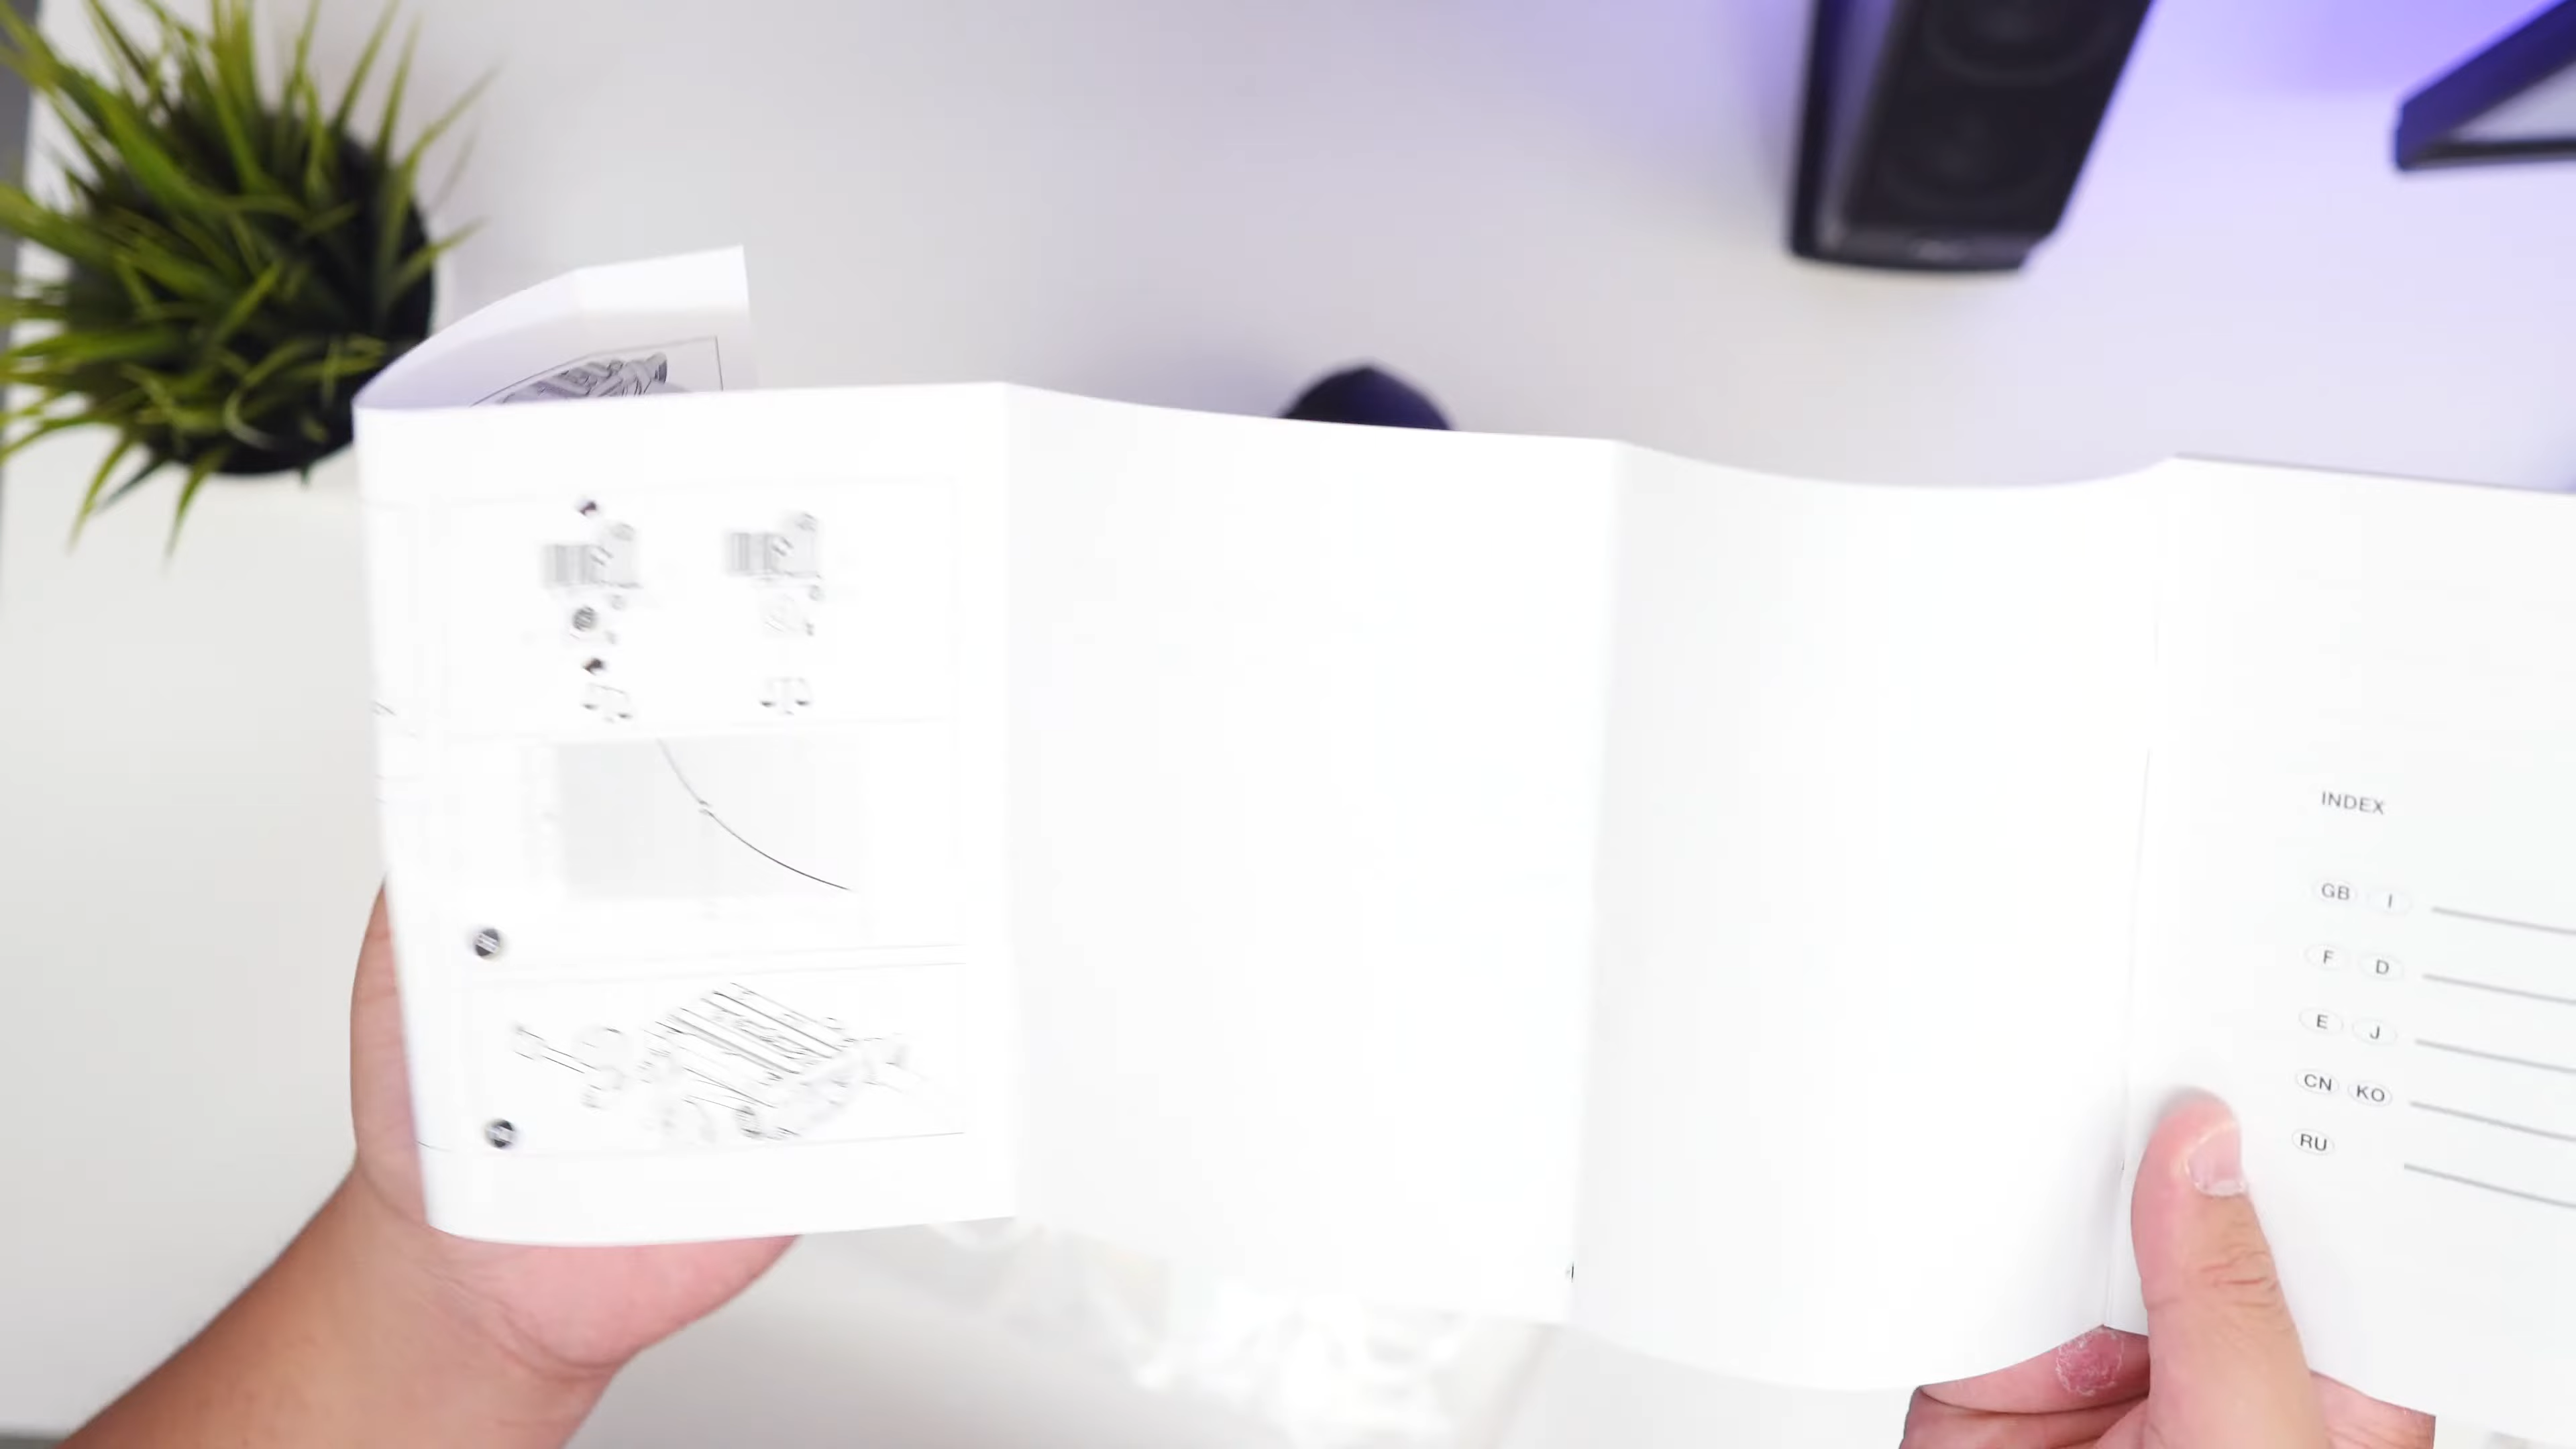 INDEX
GB I
F D
E J
CN KO
RU